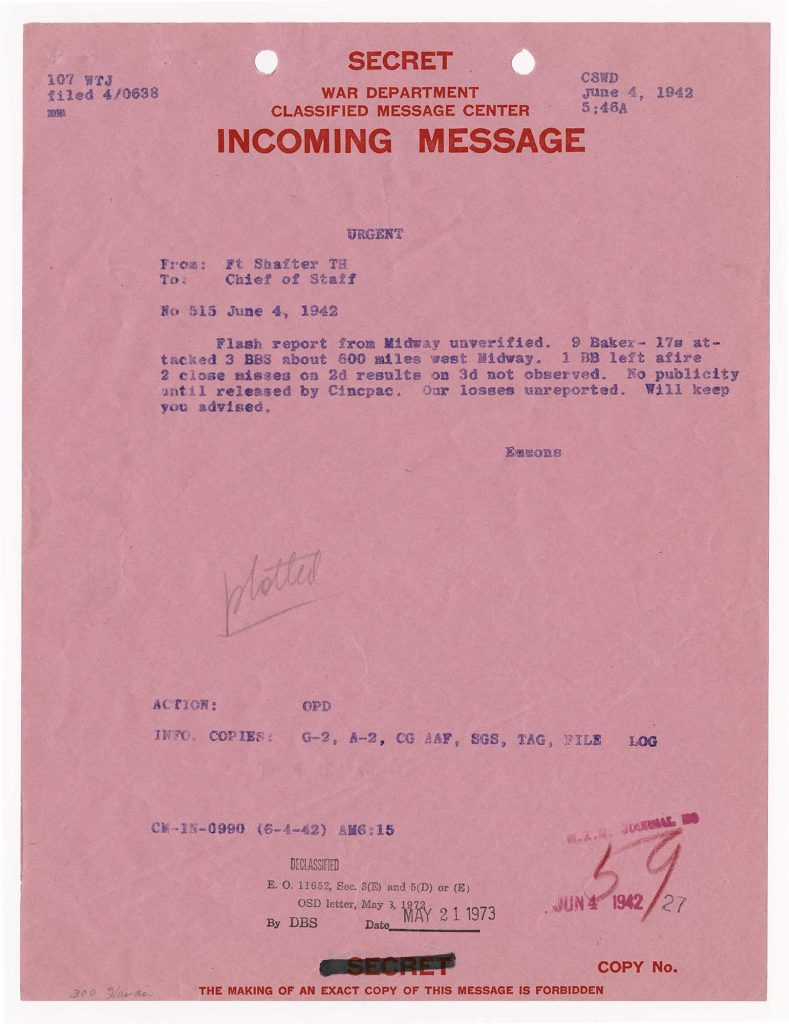 SECRET
107 WTJ
filed 4/0638
CSWD
June 4, 1942
5:46A
WAR DEPARTMENT
CLASSIFIED MESSAGE CENTER
INCOMING MESSAGE
URGENT
From: Ft Shafter TH
To: Chief of Staff
No 515 June 4, 1942
Flash report from Midway unverified. 9 Baker- 17s at-
tacked 3 BBS about 600 miles west Midway. 1 BB left afire
2 close misses on 2d results on 3d not observed. No publicity
until released by Cincpac. Our losses unreported. Will keep
you advised.
Emmons
plotted
ACTION: OPD
INFO. COPIES: G-2, A-2, CG AAF, SGS, TAG, FILE LOG
CM-IN-0990 (6-4-42) AM6:15
JOURNAL NO
59
JUN 4 1942
27
DECLASSIFIED
E. O. 11652, Sec. 3(E) and 5(D) or (E)
OSD letter, May 3, 1972
By DBS Date MAY 21 1973
SECRET
COPY No.
300
THE MAKING OF AN EXACT COPY OF THIS MESSAGE IS FORBIDDEN